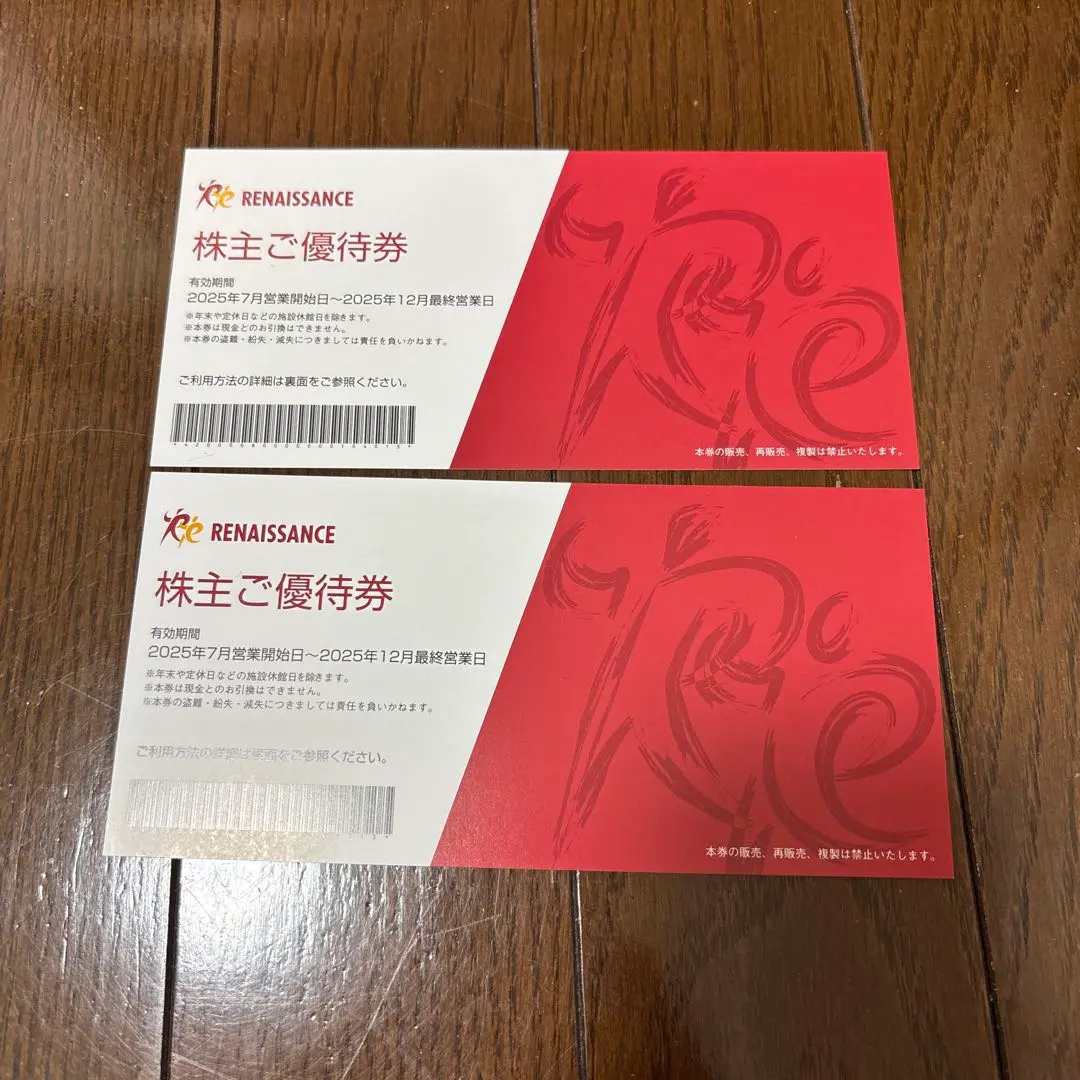 RENAISSANCE
株主ご優待券
有効期間
2025年7月営業開始日～2025年12月最終営業日
※年末や定休日などの施設休館日を除きます。
※本券は現金とのお引換はできません。
※本券の盗難・紛失・滅失につきましては責任を負いかねます。
ご利用方法の詳細は裏面をご参照ください。
本券の販売、再販売、複製は禁止いたします。
RENAISSANCE
株主ご優待券
有効期間
2025年7月営業開始日～2025年12月最終営業日
※年末や定休日などの施設休館日を除きます。
※本券は現金とのお引換はできません。
※本券の盗難・紛失・滅失につきましては責任を負いかねます。
ご利用方法の詳細は裏面をご参照ください。
本券の販売、再販売、複製は禁止いたします。